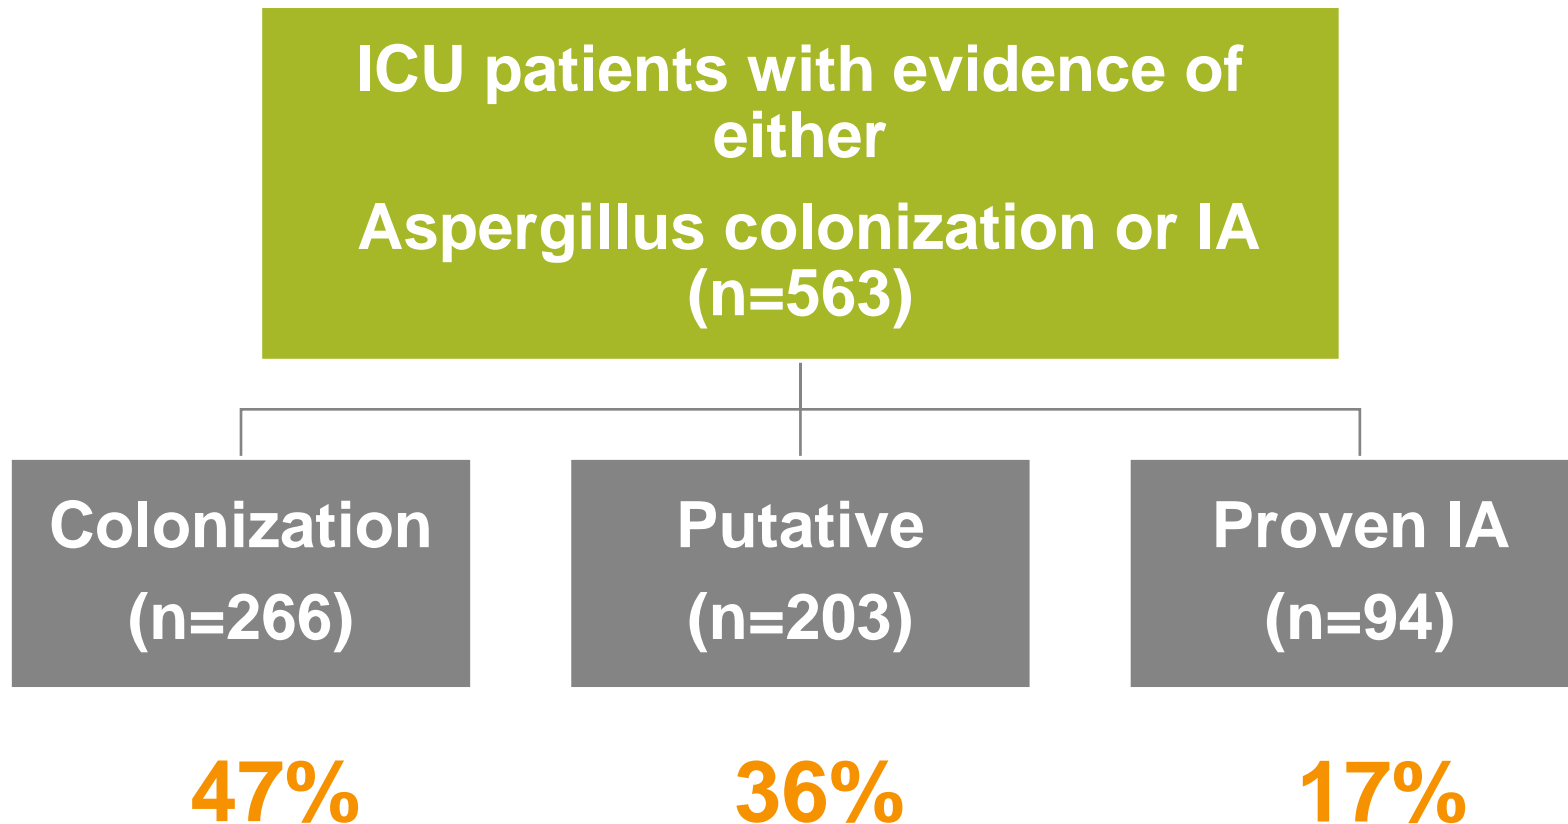 ICU patients with evidence of
either
Aspergillus colonization or IA
(n=563)
Colonization
(n=266)
Putative
(n=203)
Proven IA
(n=94)
47%
36%
17%